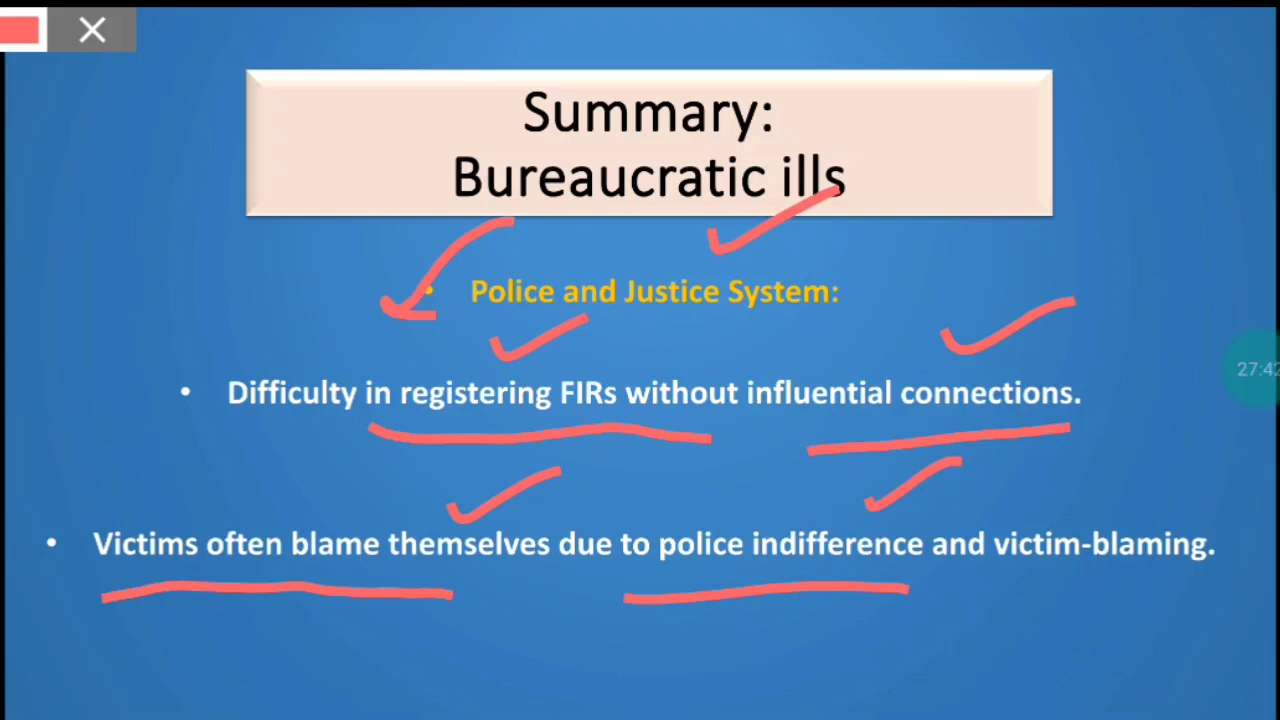 Summary:
Bureaucratic ills
• Police and Justice System:
• Difficulty in registering FIRs without influential connections.
27:42
• Victims often blame themselves due to police indifference and victim-blaming.